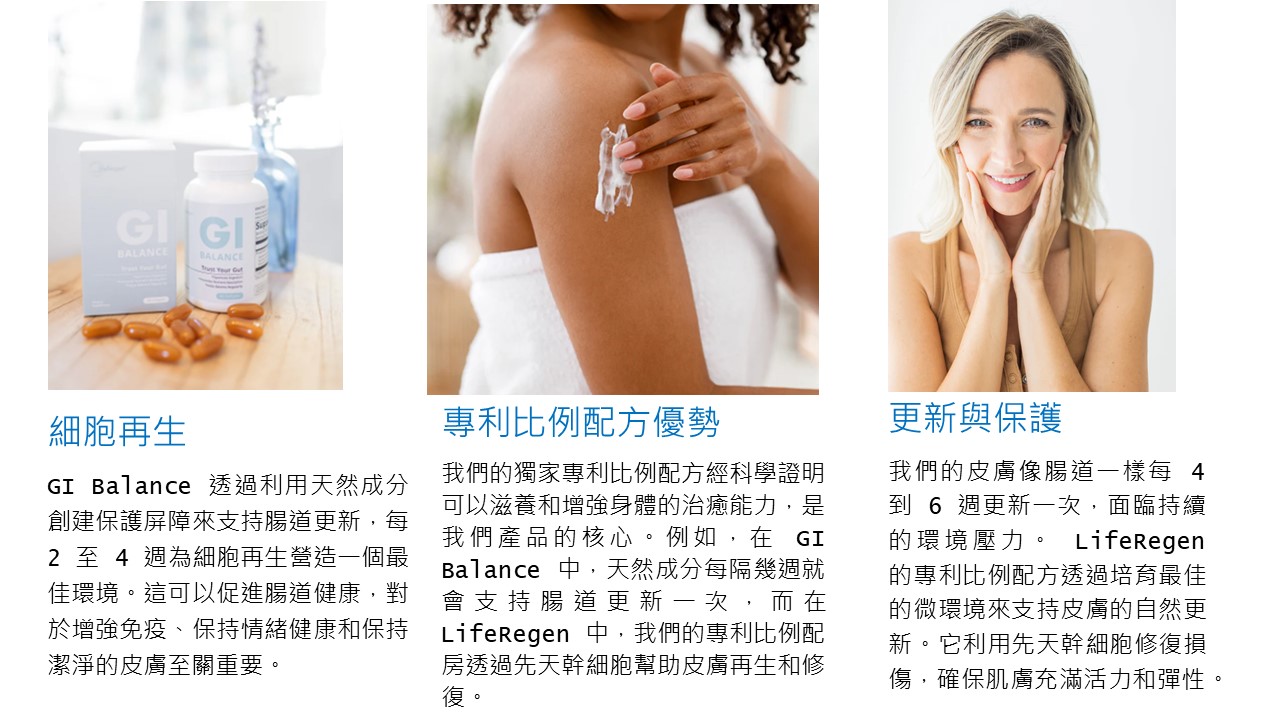 GI
BALANCE
Trust Your Gut
GI
BALANCE
Trust Your Gut
細胞再生
GI Balance 透過利用天然成分
創建保護屏障來支持腸道更新，每
2 至 4 週為細胞再生營造一個最
佳環境。這可以促進腸道健康，對
於增強免疫、保持情緒健康和保持
潔淨的皮膚至關重要。
專利比例配方優勢
我們的獨家專利比例配方經科學證明
可以滋養和增強身體的治癒能力，是
我們產品的核心。例如，在 GI
Balance 中，天然成分每隔幾週就
會支持腸道更新一次，而在
LifeRegen 中，我們的專利比例配
房透過先天幹細胞幫助皮膚再生和修
復。
更新與保護
我們的皮膚像腸道一樣每 4
到 6 週更新一次，面臨持續
的環境壓力。 LifeRegen
的專利比例配方透過培育最佳
的微環境來支持皮膚的自然更
新。它利用先天幹細胞修復損
傷，確保肌膚充滿活力和彈性。